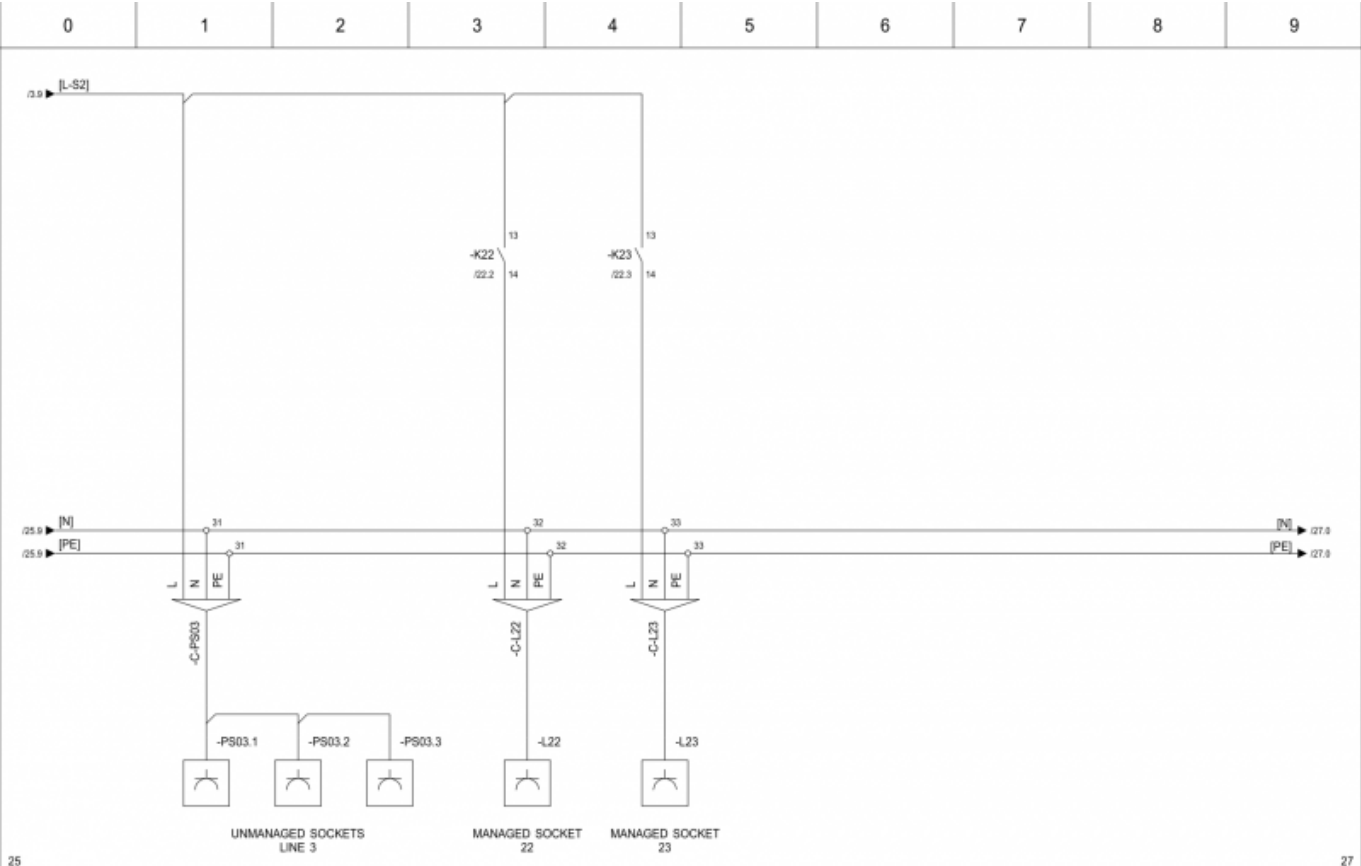 0 1 2 3 4 5 6 7 8 9
/3.9 [L-S2]
13 13
-K22 -K23
/22.2 14 /22.3 14
/25.9 [N] 31 32 33 [N] /27.0
/25.9 [PE] 31 32 33 [PE] /27.0
L N PE L N PE L N PE
-C-PS03 -C-L22 -C-L23
-PS03.1 -PS03.2 -PS03.3 -L22 -L23
UNMANAGED SOCKETS MANAGED SOCKET MANAGED SOCKET
LINE 3 22 23
25 27